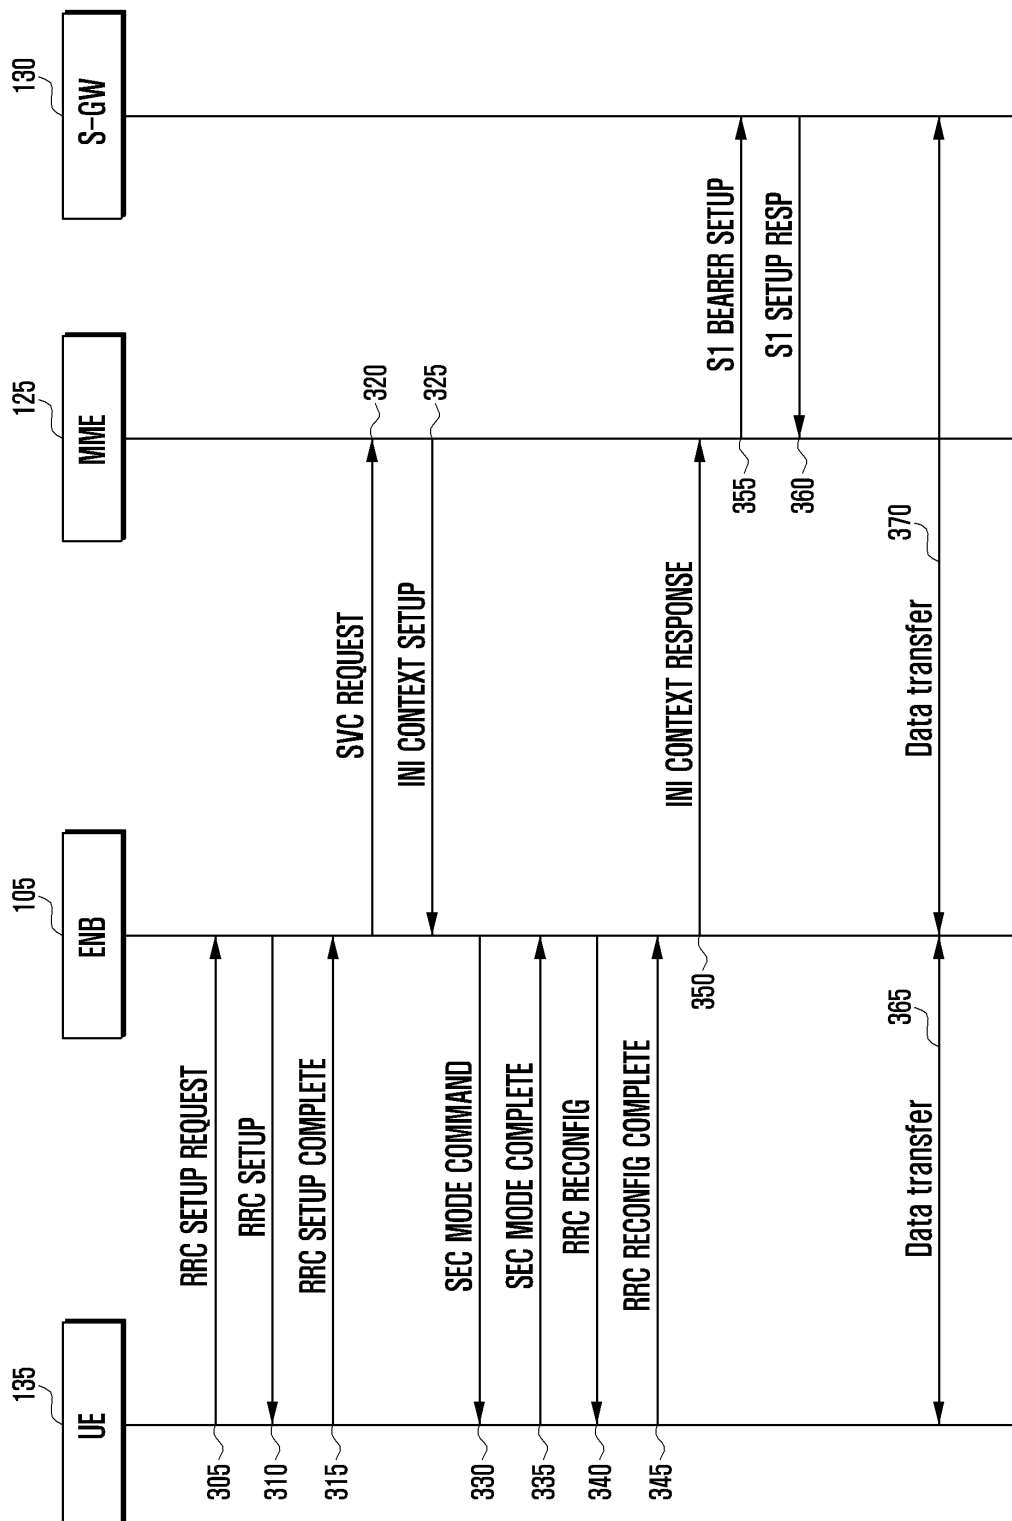 135
105
125
130
UE
ENB
MME
S-GW
305
RRC SETUP REQUEST
310
RRC SETUP
315
RRC SETUP COMPLETE
SVC REQUEST
320
INI CONTEXT SETUP
325
330
SEC MODE COMMAND
335
SEC MODE COMPLETE
340
RRC RECONFIG
345
RRC RECONFIG COMPLETE
350
INI CONTEXT RESPONSE
355
S1 BEARER SETUP
360
S1 SETUP RESP
Data transfer
365
Data transfer
370